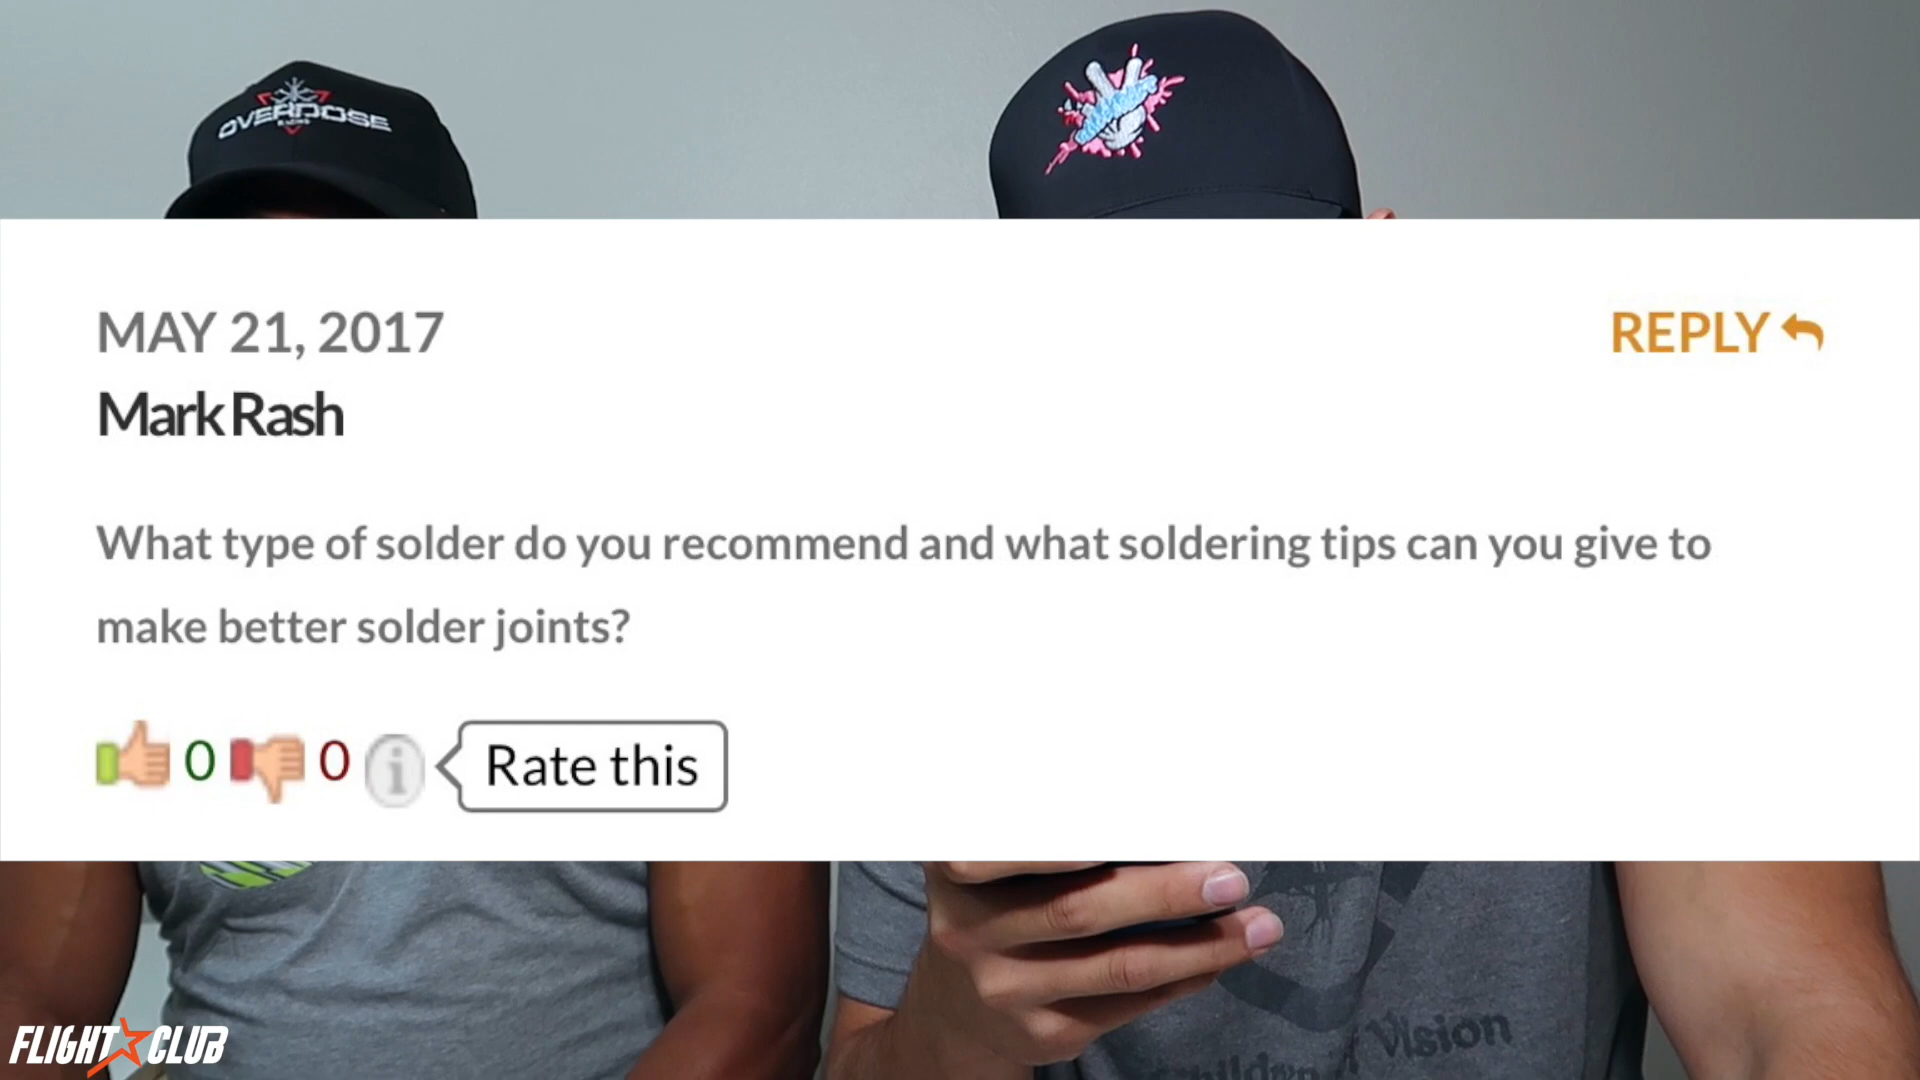 OVERDOSE
MAY 21, 2017
REPLY
Mark Rash
What type of solder do you recommend and what soldering tips can you give to
make better solder joints?
0 0 i Rate this
Vision
FLIGHT CLUB